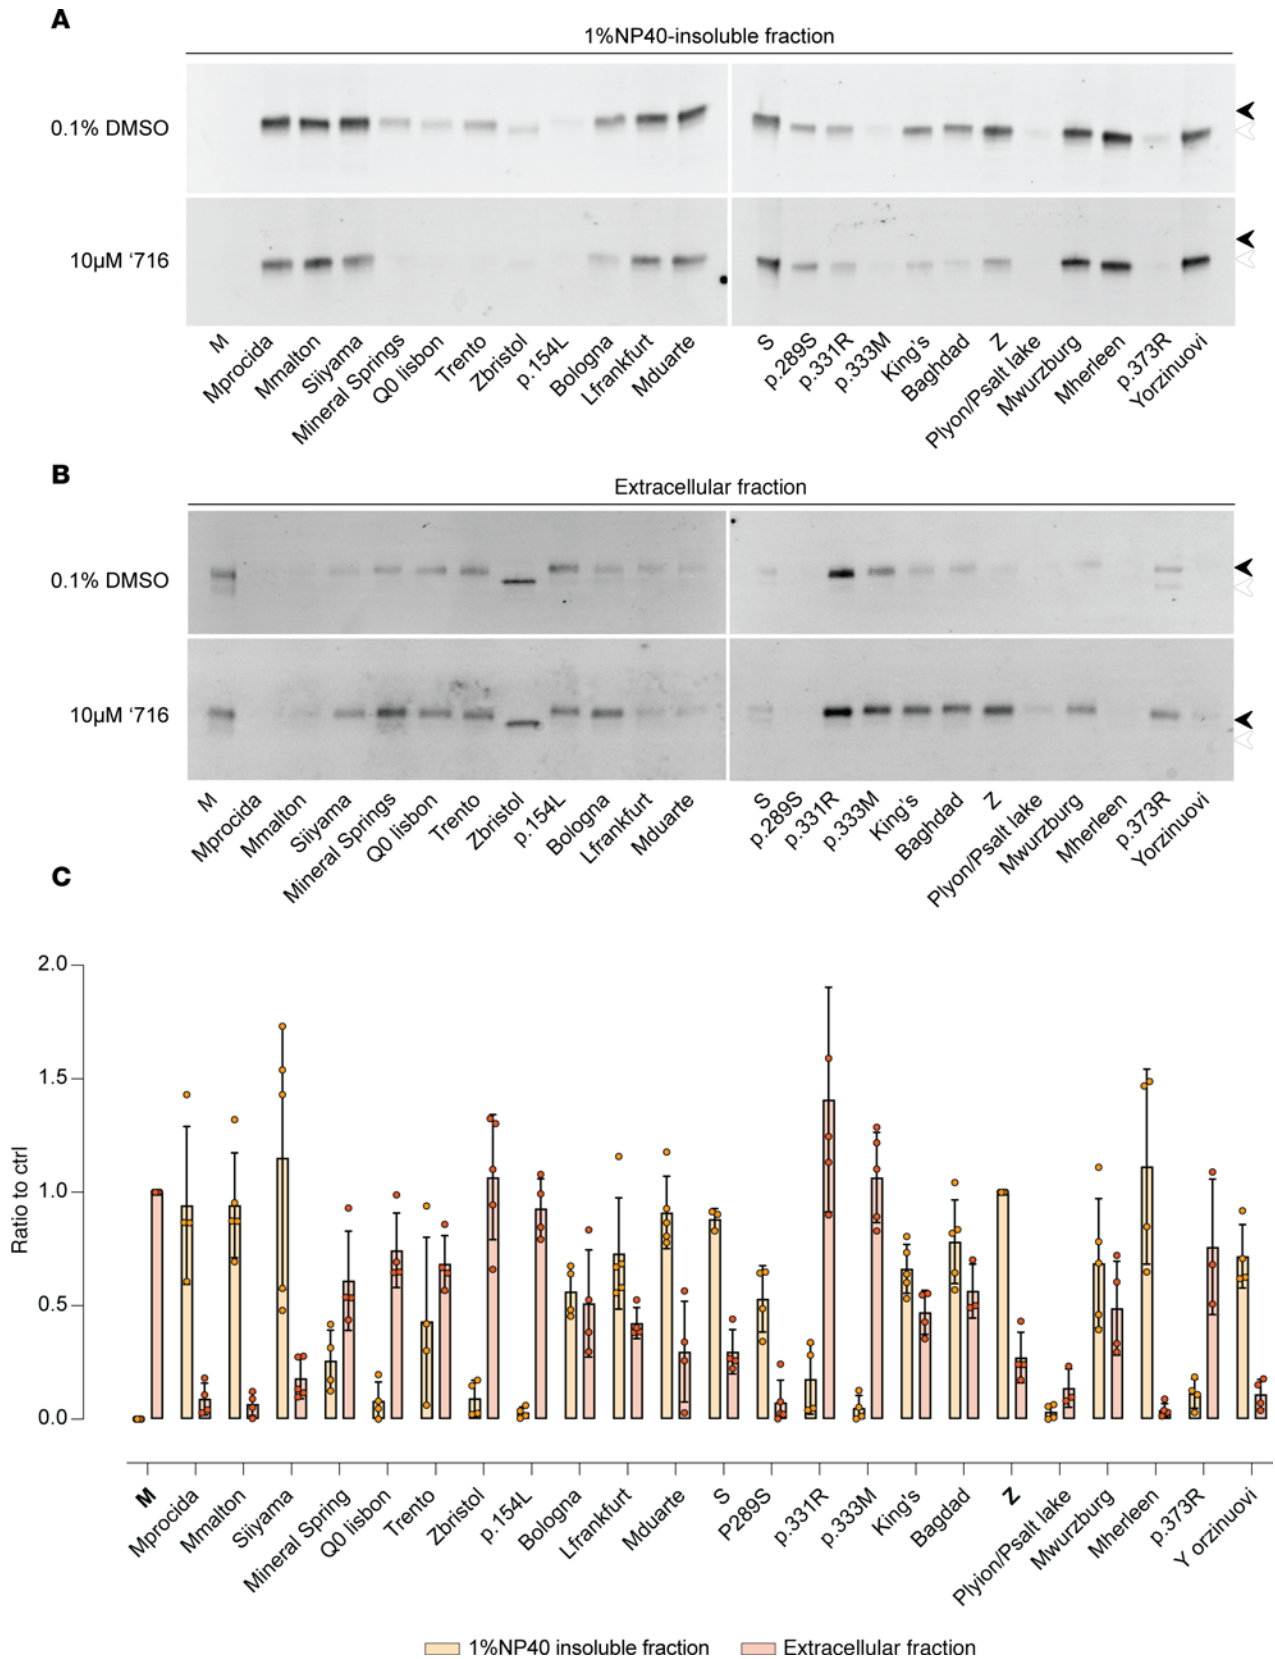 A
1%NP40-insoluble fraction
0.1% DMSO
10µM ‘716
M
Mprocida
Mmalton
Siiyama
Mineral Springs
Q0 lisbon
Trento
Zbristol
p.154L
Bologna
Lfrankfurt
Mduarte
S
p.289S
p.331R
p.333M
King's
Baghdad
Z
Plyon/Psalt lake
Mwurzburg
Mherleen
p.373R
Yorzinuovi
B
Extracellular fraction
0.1% DMSO
10µM ‘716
M
Mprocida
Mmalton
Siiyama
Mineral Springs
Q0 lisbon
Trento
Zbristol
p.154L
Bologna
Lfrankfurt
Mduarte
S
p.289S
p.331R
p.333M
King's
Baghdad
Z
Plyon/Psalt lake
Mwurzburg
Mherleen
p.373R
Yorzinuovi
C
Ratio to ctrl
2.0
1.5
1.0
0.5
0.0
M
Mprocida
Mmalton
Siiyama
Mineral Spring
Q0 lisbon
Trento
Zbristol
p.154L
Bologna
Lfrankfurt
Mduarte
S
P289S
p.331R
p.333M
King's
Bagdad
Z
Plyion/Psalt lake
Mwurzburg
Mherleen
p.373R
Y orzinuovi
1%NP40 insoluble fraction
Extracellular fraction